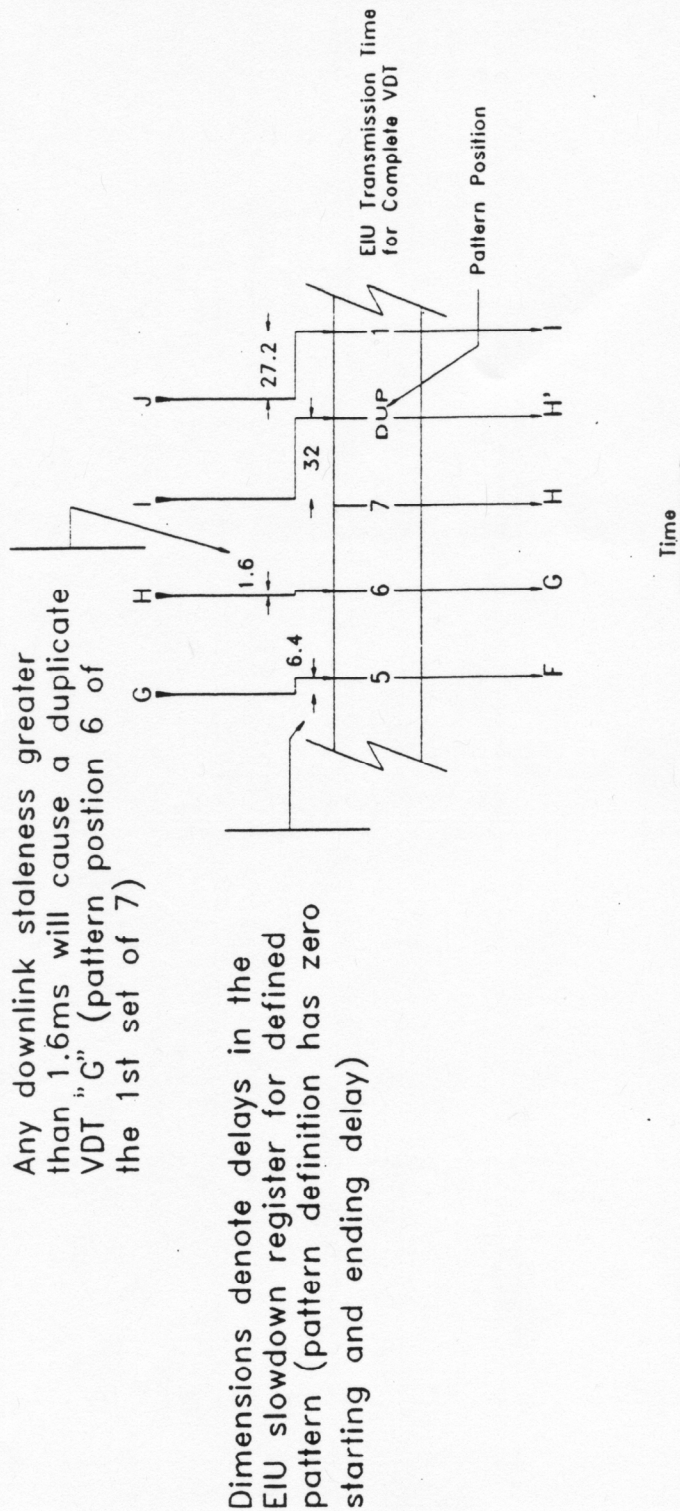 Any downlink staleness greater
than 1.6ms will cause a duplicate
VDT "G" (pattern postion 6 of
the 1st set of 7)
Dimensions denote delays in the
EIU slowdown register for defined
pattern (pattern definition has zero
starting and ending delay)
G H I J
6.4 1.6 32 27.2
5 6 7 DUP 1
EIU Transmission Time
for Complete VDT
Pattern Position
F G H H' I
Time